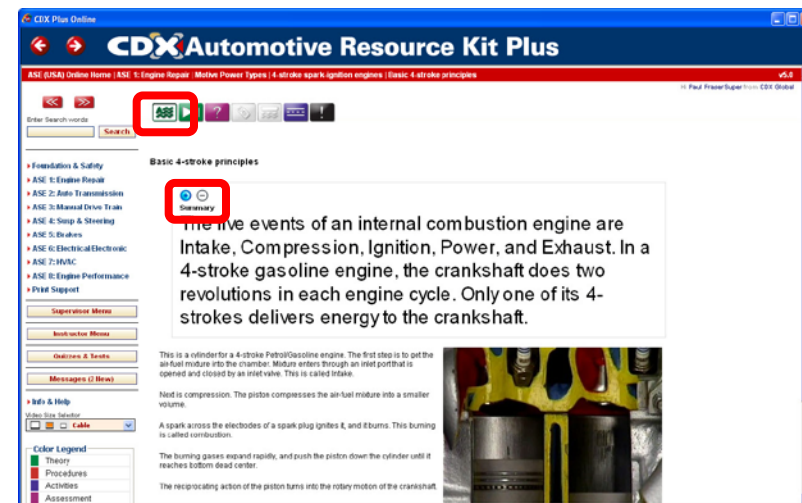 CDX Plus Online
CDX Automotive Resource Kit Plus
ASE (USA) Online Home | ASE 1: Engine Repair | Motive Power Types | 4-stroke spark-ignition engines | Basic 4-stroke principles
v5.0
Hi Paul FraserSuper from CDX Global
Enter Search words
Search
Foundation & Safety
ASE 1: Engine Repair
ASE 2: Auto Transmission
ASE 3: Manual Drive Train
ASE 4: Susp & Steering
ASE 5: Brakes
ASE 6: Electrical Electronic
ASE 7: HVAC
ASE 8: Engine Performance
Print Support
Supervisor Menu
Instructor Menu
Quizzes & Tests
Messages (2 New)
Info & Help
Video Size Selector
Cable
Color Legend
Theory
Procedures
Activities
Assessment
Basic 4-stroke principles
Summary
The five events of an internal combustion engine are
Intake, Compression, Ignition, Power, and Exhaust. In a
4-stroke gasoline engine, the crankshaft does two
revolutions in each engine cycle. Only one of its 4-
strokes delivers energy to the crankshaft.
This is a cylinder for a 4-stroke Petrol/Gasoline engine. The first step is to get the
air-fuel mixture into the chamber. Mixture enters through an inlet port that is
opened and closed by an inlet valve. This is called Intake.
Next is compression. The piston compresses the air-fuel mixture into a smaller
volume.
A spark across the electrodes of a spark plug ignites it, and it burns. This burning
is called combustion.
The burning gases expand rapidly, and push the piston down the cylinder until it
reaches bottom dead center.
The reciprocating action of the piston turns into the rotary motion of the crankshaft.